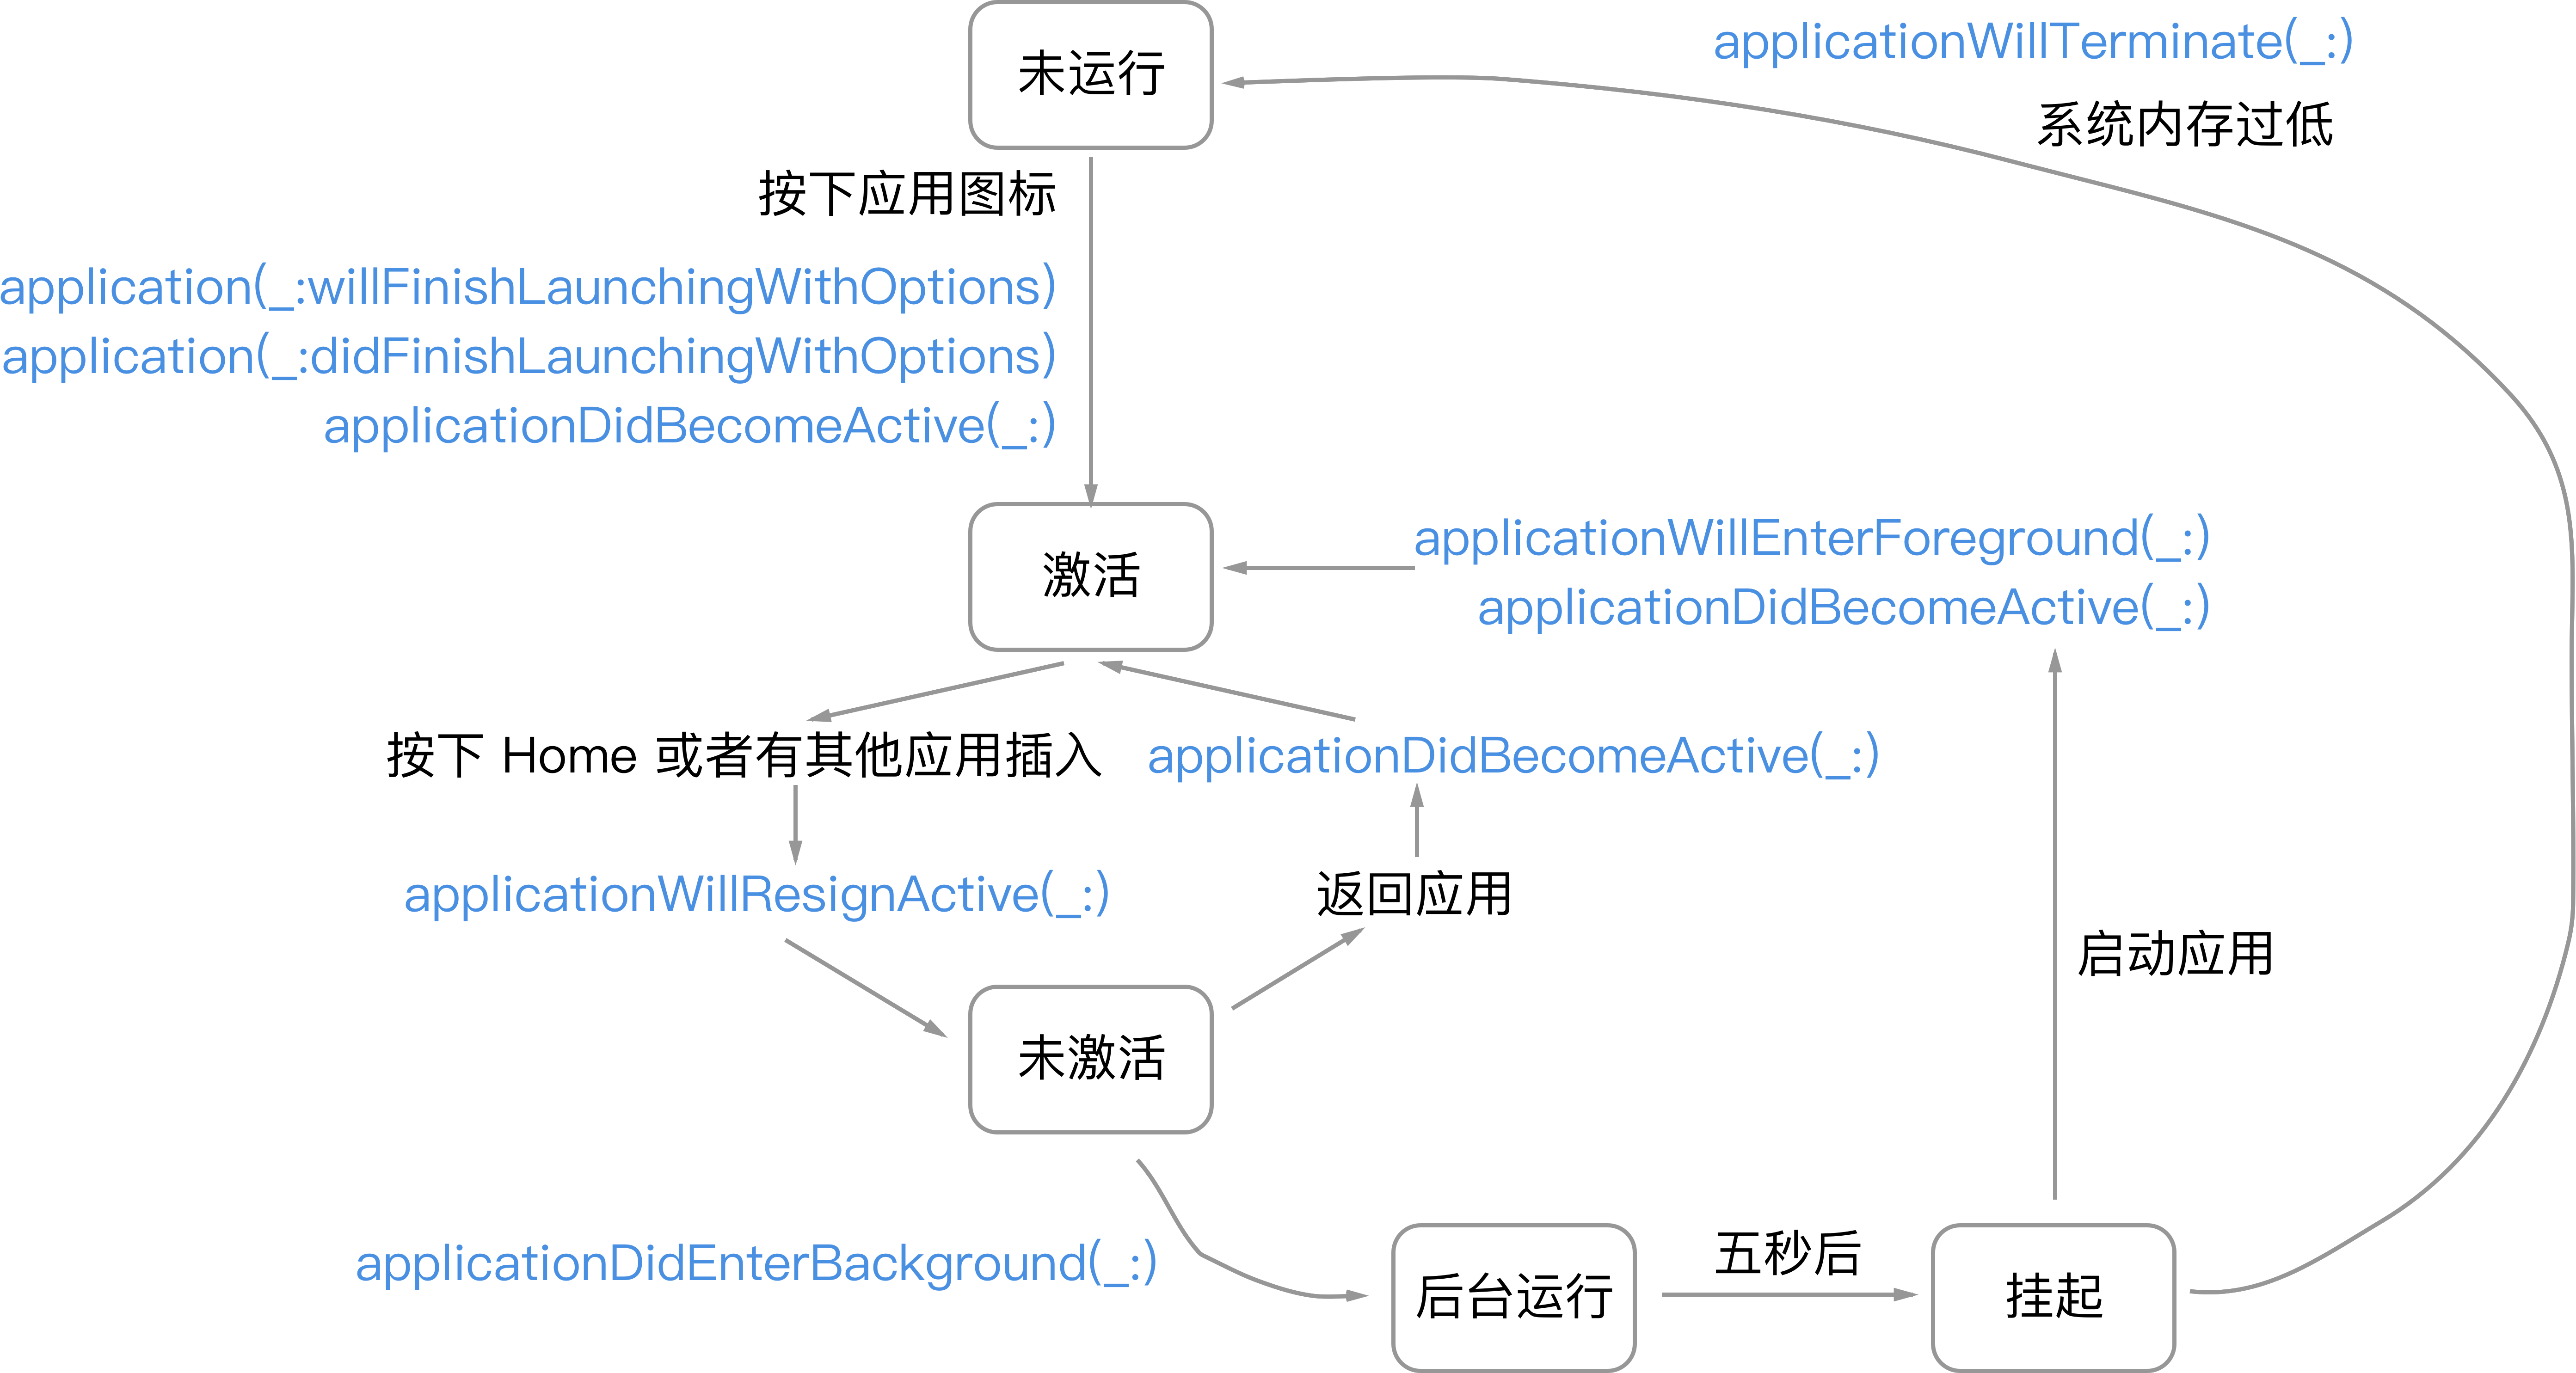 未运行
applicationWillTerminate(_:)
系统内存过低
按下应用图标
application(_:willFinishLaunchingWithOptions)
application(_:didFinishLaunchingWithOptions)
applicationDidBecomeActive(_:)
激活
applicationWillEnterForeground(_:)
applicationDidBecomeActive(_:)
按下 Home 或者有其他应用插入
applicationDidBecomeActive(_:)
applicationWillResignActive(_:)
返回应用
启动应用
未激活
applicationDidEnterBackground(_:)
后台运行
五秒后
挂起